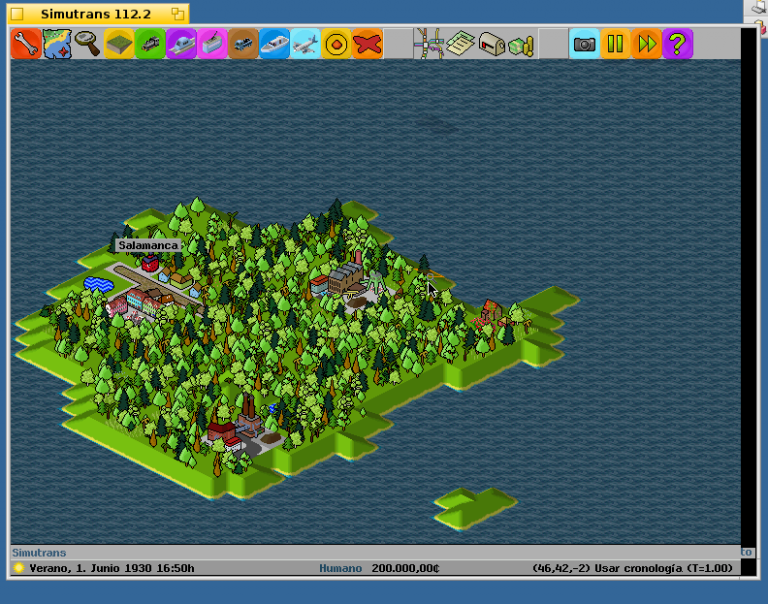 Simutrans 112.2
Salamanca
Simutrans
to
Verano, 1. Junio 1930 16:50h Humano 200.000,00¢ (46,42,-2) Usar cronología (T=1.00)